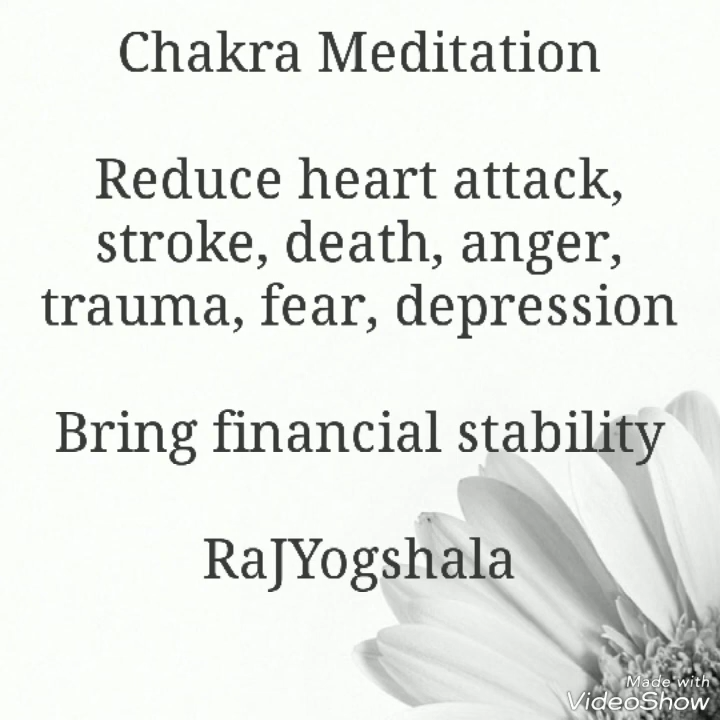 Chakra Meditation
Reduce heart attack,
stroke, death, anger,
trauma, fear, depression
Bring financial stability
RaJYogshala
Made with
VideoShow